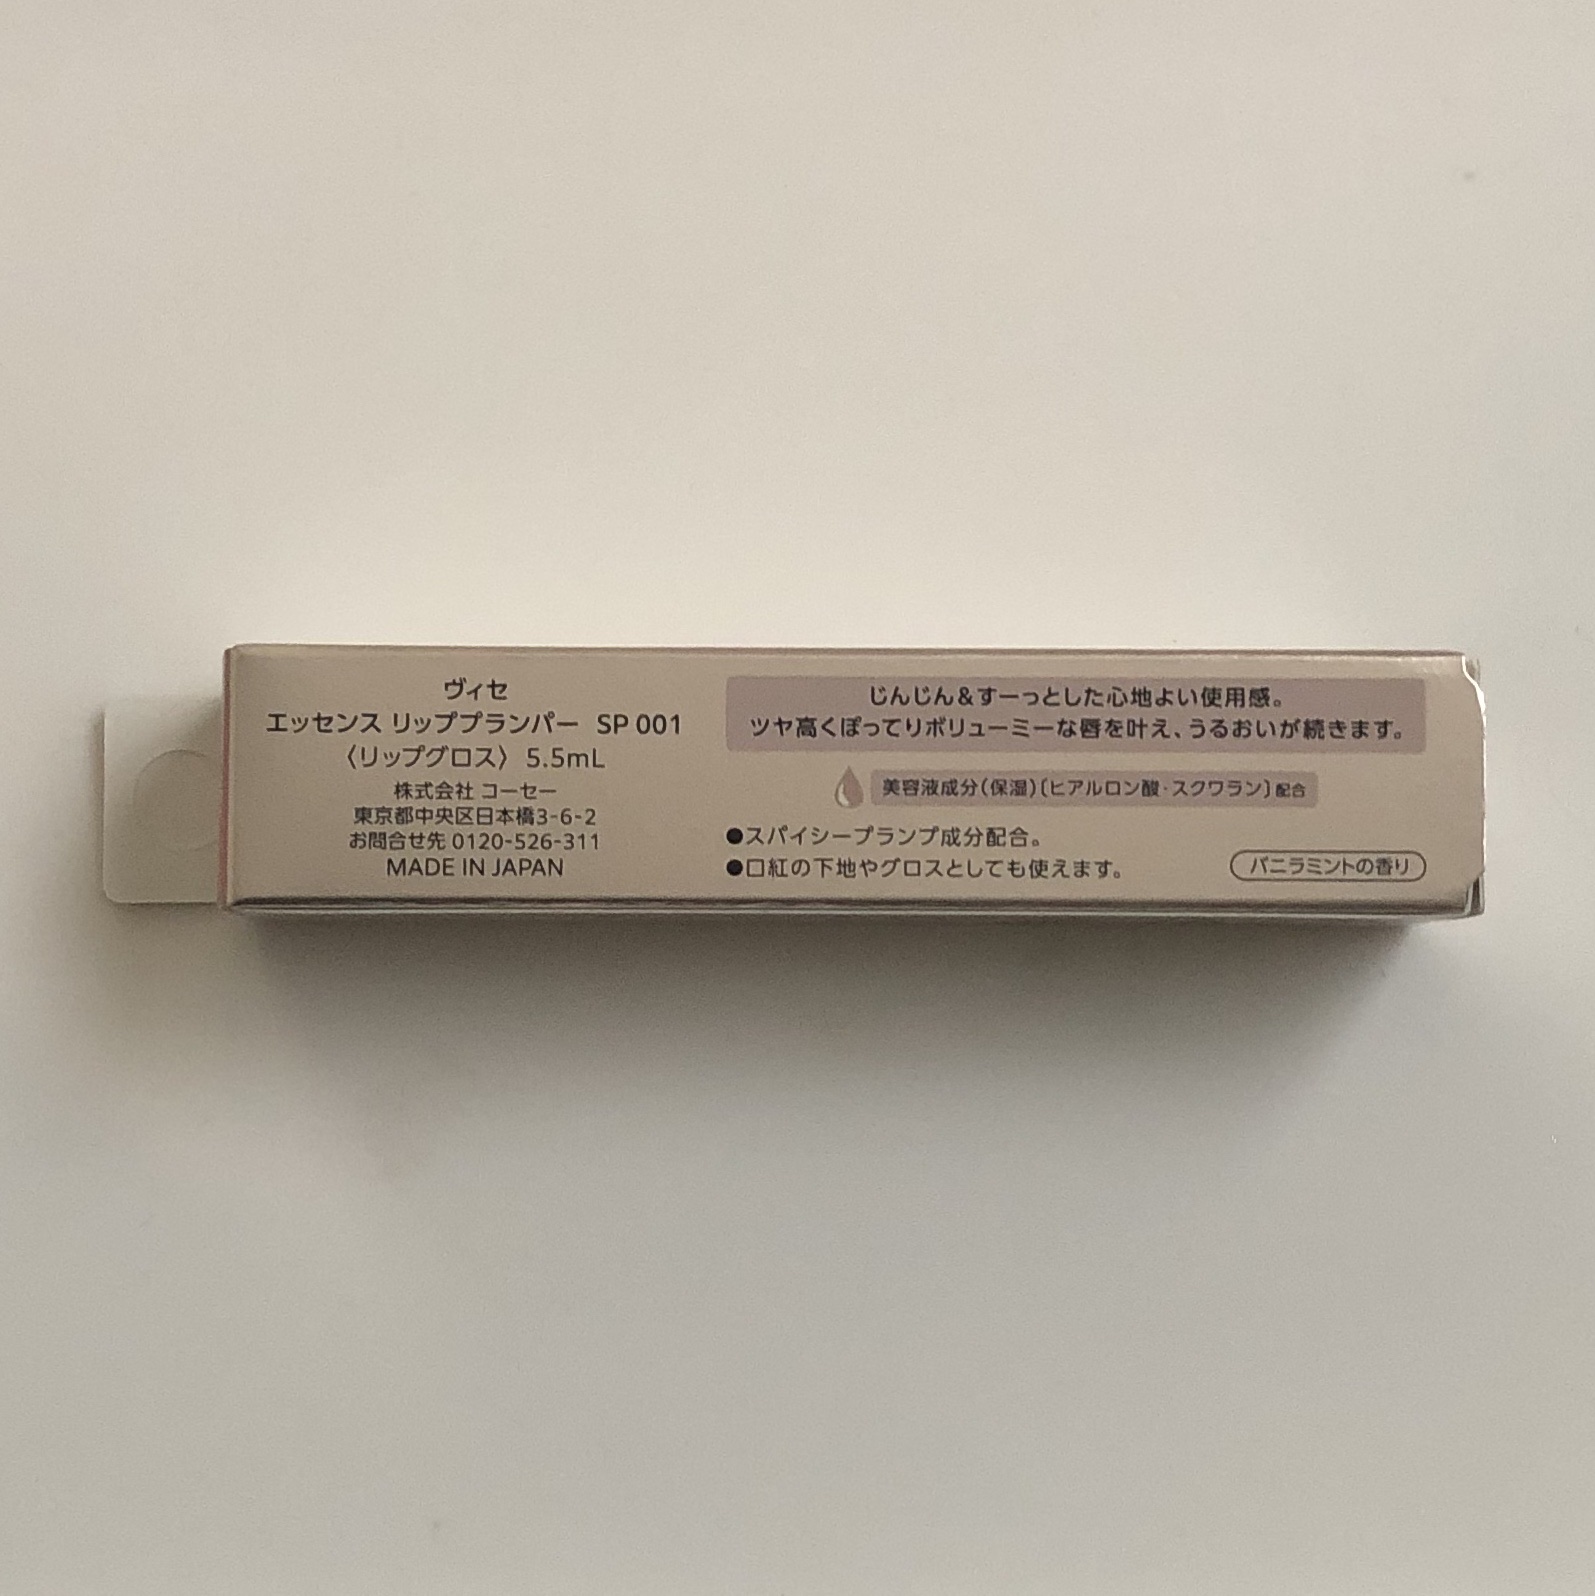 ヴィセ
エッセンス リッププランパー SP 001
〈リップグロス〉 5.5mL
株式会社 コーセー
東京都中央区日本橋3-6-2
お問合せ先 0120-526-311
MADE IN JAPAN
じんじん&すーっとした心地よい使用感。
ツヤ高くぽってりボリューミーな唇を叶え、うるおいが続きます。
美容液成分(保湿)〔ヒアルロン酸・スクワラン〕配合
●スパイシープランプ成分配合。
●口紅の下地やグロスとしても使えます。
バニラミントの香り